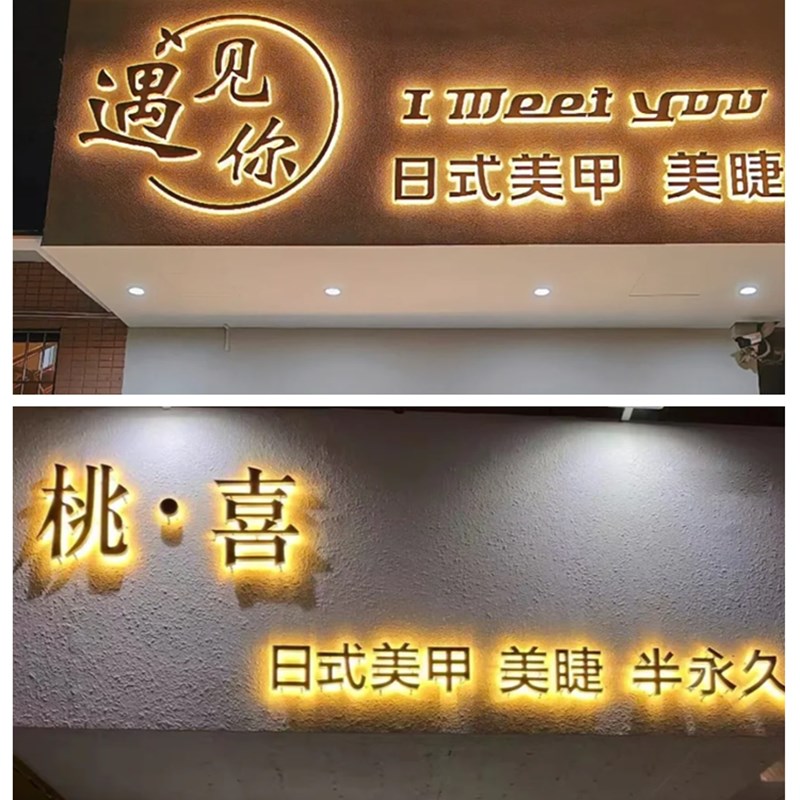 遇见你
I meet you
日式美甲 美睫
桃·喜
日式美甲 美睫 半永久